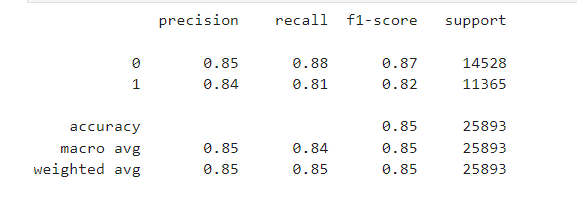 precision recall f1-score support
0 0.85 0.88 0.87 14528
1 0.84 0.81 0.82 11365
accuracy 0.85 25893
macro avg 0.85 0.84 0.85 25893
weighted avg 0.85 0.85 0.85 25893